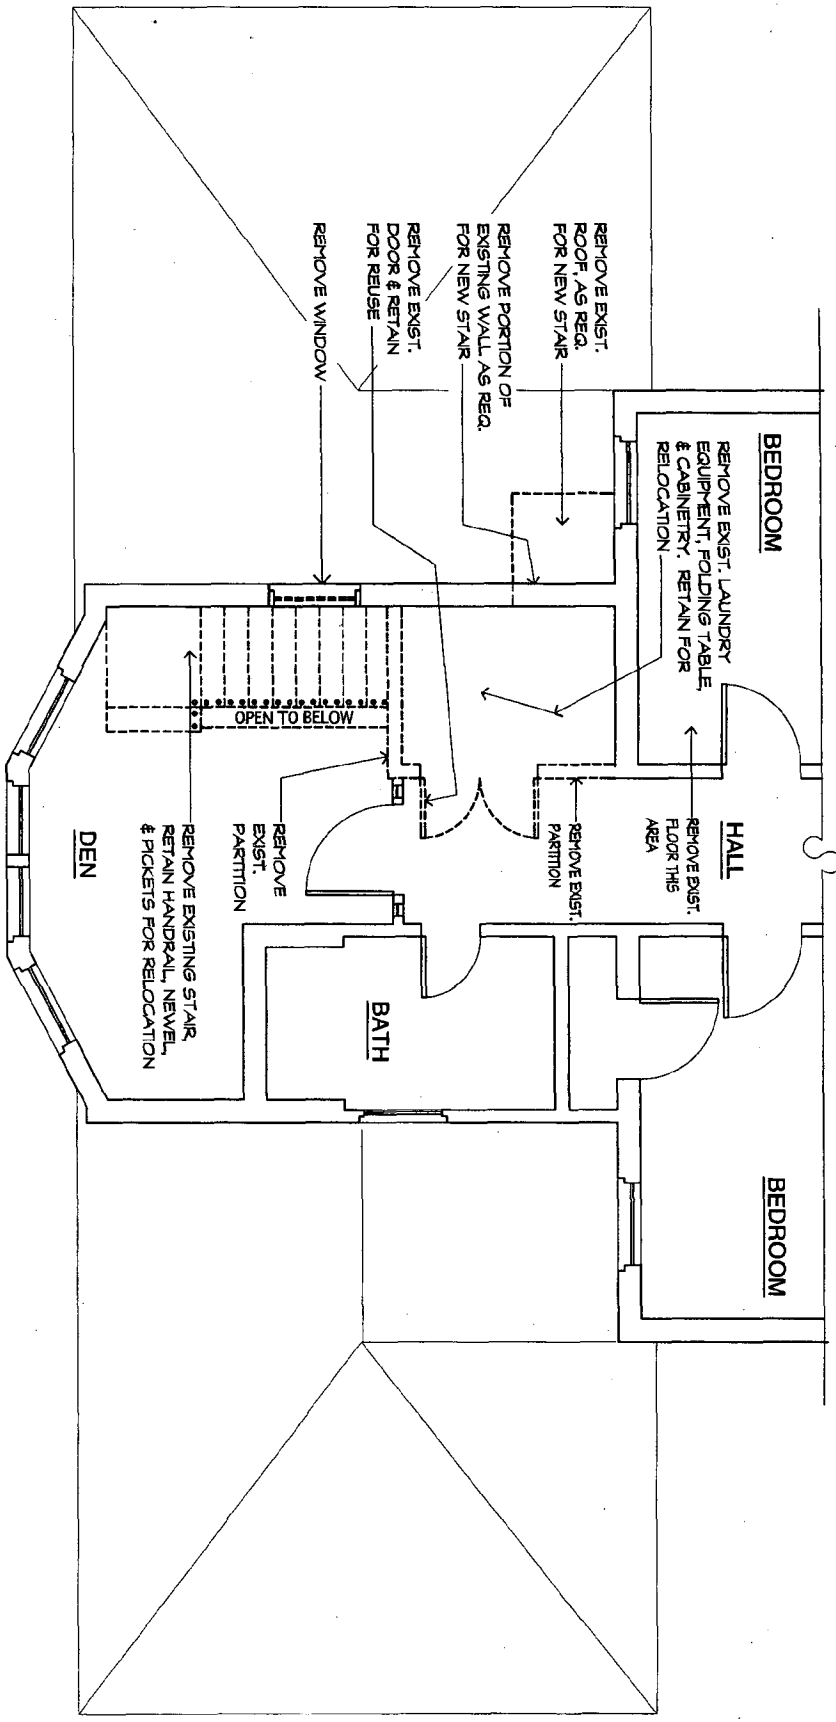 BEDROOM
REMOVE EXIST. LAUNDRY
EQUIPMENT, FOLDING TABLE,
& CABINETRY. RETAIN FOR
RELOCATION
REMOVE EXIST.
ROOF, AS REQ.
FOR NEW STAIR
REMOVE PORTION OF
EXISTING WALL AS REQ.
FOR NEW STAIR
REMOVE EXIST.
DOOR & RETAIN
FOR REUSE
REMOVE WINDOW
HALL
REMOVE EXIST.
FLOOR THIS
AREA
REMOVE EXIST.
PARTITION
OPEN TO BELOW
REMOVE
EXIST.
PARTITION
REMOVE EXISTING STAIR,
RETAIN HANDRAIL, NEWEL,
& PICKETS FOR RELOCATION
DEN
BATH
BEDROOM